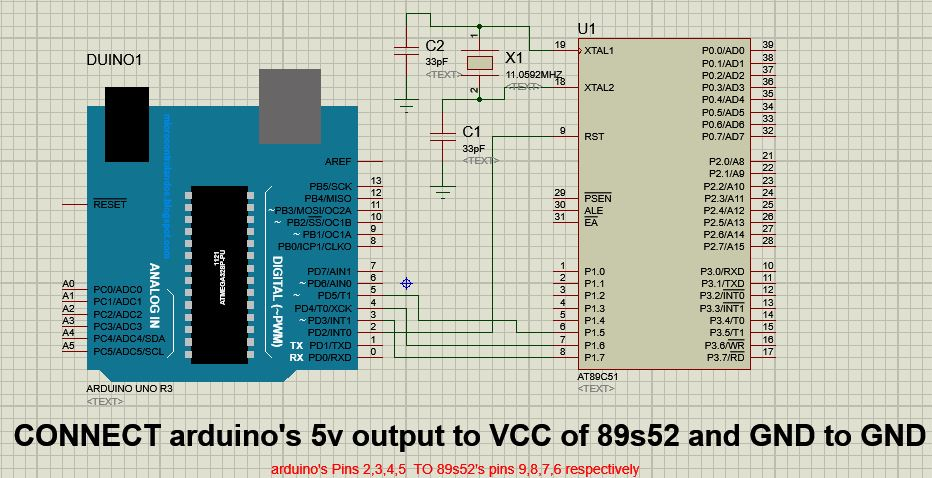 DUINO1
microcontrolandos.blogspot.com
RESET
AREF
13 PB5/SCK
12 PB4/MISO
11 ~PB3/MOSI/OC2A
10 ~ PB2/SS/OC1B
9 ~ PB1/OC1A
8 PB0/ICP1/CLKO
7 PD7/AIN1
6 ~ PD6/AIN0
5 ~ PD5/T1
4 PD4/T0/XCK
3 ~ PD3/INT1
2 PD2/INT0
1 TX PD1/TXD
0 RX PD0/RXD
A0 PC0/ADC0
A1 PC1/ADC1
A2 PC2/ADC2
A3 PC3/ADC3
A4 PC4/ADC4/SDA
A5 PC5/ADC5/SCL
ANALOG IN
1121
ATMEGA328P-PU
DIGITAL (~PWM)
ARDUINO UNO R3
<TEXT>
C2
33pF
<TEXT>
1
X1
11.0592MHZ
<TEXT>
2
C1
33pF
<TEXT>
U1
19 XTAL1
18 XTAL2
9 RST
29 PSEN
30 ALE
31 EA
1 P1.0
2 P1.1
3 P1.2
4 P1.3
5 P1.4
6 P1.5
7 P1.6
8 P1.7
P0.0/AD0 39
P0.1/AD1 38
P0.2/AD2 37
P0.3/AD3 36
P0.4/AD4 35
P0.5/AD5 34
P0.6/AD6 33
P0.7/AD7 32
P2.0/A8 21
P2.1/A9 22
P2.2/A10 23
P2.3/A11 24
P2.4/A12 25
P2.5/A13 26
P2.6/A14 27
P2.7/A15 28
P3.0/RXD 10
P3.1/TXD 11
P3.2/INT0 12
P3.3/INT1 13
P3.4/T0 14
P3.5/T1 15
P3.6/WR 16
P3.7/RD 17
AT89C51
<TEXT>
CONNECT arduino's 5v output to VCC of 89s52 and GND to GND
arduino's Pins 2,3,4,5 TO 89s52's pins 9,8,7,6 respectively